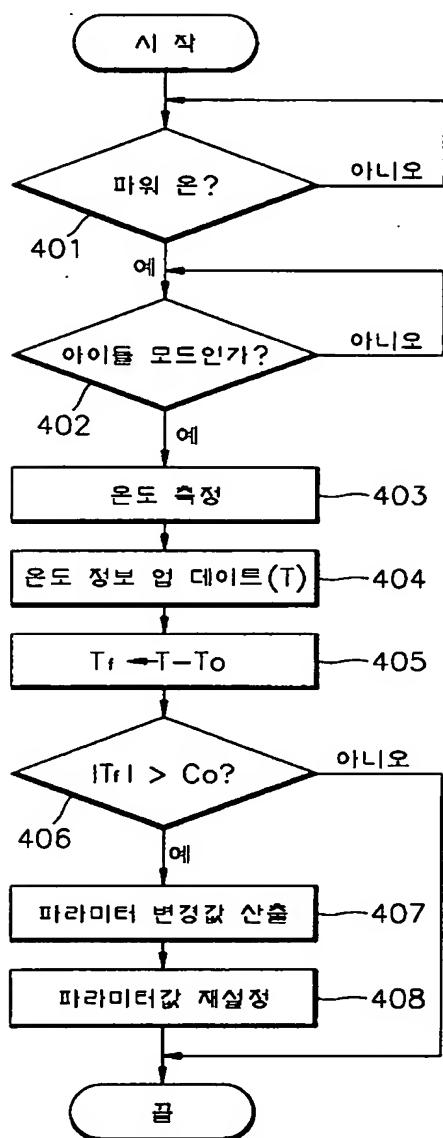 시 작
파워 온?
아니오
401
예
아이들 모드인가?
아니오
402
예
온도 측정
403
온도 정보 업 데이트(T)
404
Tf ← T-To
405
|Tf| > Co?
아니오
406
예
파라미터 변경값 산출
407
파라미터값 재설정
408
끝